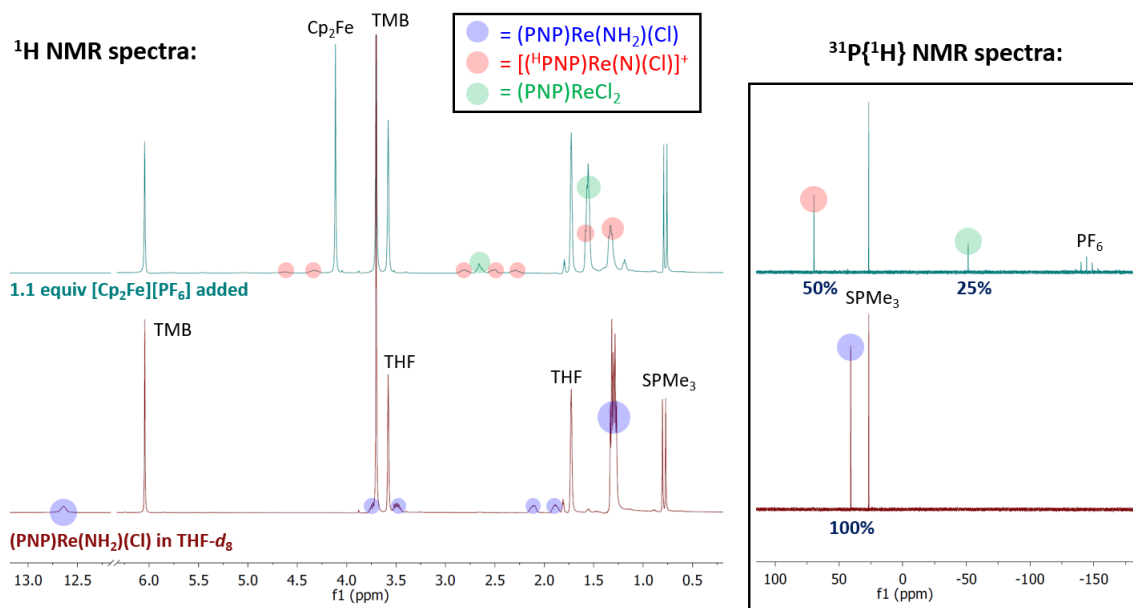 ¹H NMR spectra:
Cp₂Fe
TMB
= (PNP)Re(NH₂)(Cl)
= [(ᴴPNP)Re(N)(Cl)]⁺
= (PNP)ReCl₂
³¹P{¹H} NMR spectra:
1.1 equiv [Cp₂Fe][PF₆] added
PF₆
50%
25%
TMB
THF
THF
SPMe₃
SPMe₃
(PNP)Re(NH₂)(Cl) in THF-d₈
100%
13.0 12.5 6.0 5.5 5.0 4.5 4.0 3.5 3.0 2.5 2.0 1.5 1.0 0.5
f1 (ppm)
100 50 0 -50 -100 -150
f1 (ppm)